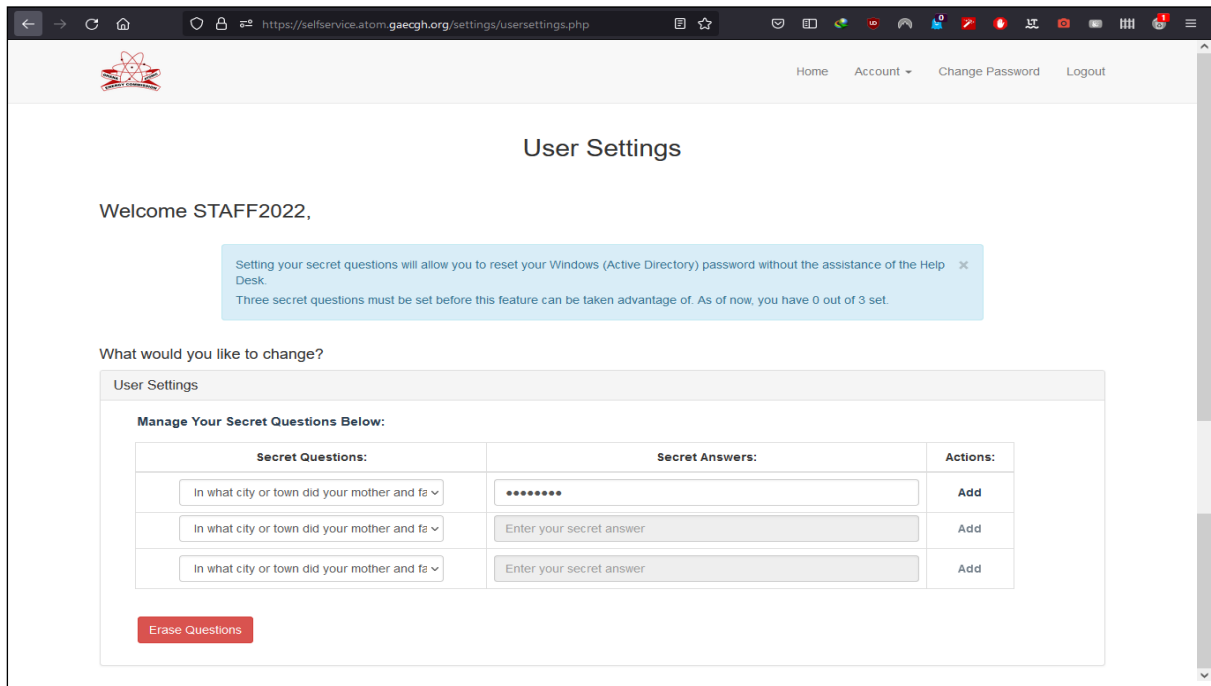 https://selfservice.atom.gaecgh.org/settings/usersettings.php
ENERGY COMMISSION
Home Account Change Password Logout
User Settings
Welcome STAFF2022,
Setting your secret questions will allow you to reset your Windows (Active Directory) password without the assistance of the Help ×
Desk.
Three secret questions must be set before this feature can be taken advantage of. As of now, you have 0 out of 3 set.
What would you like to change?
User Settings
Manage Your Secret Questions Below:
Secret Questions: Secret Answers: Actions:
In what city or town did your mother and fa •••••••• Add
In what city or town did your mother and fa Enter your secret answer Add
In what city or town did your mother and fa Enter your secret answer Add
Erase Questions